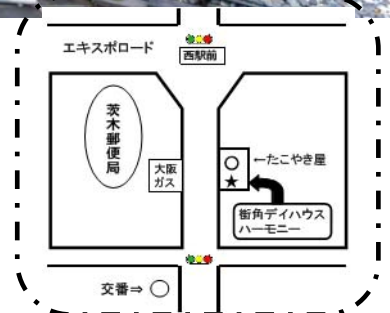 エキスポロード
西駅前
茨木郵便局
大阪
ガス
○
←たこやき屋
★
街角デイハウス
ハーモニー
交番⇒○